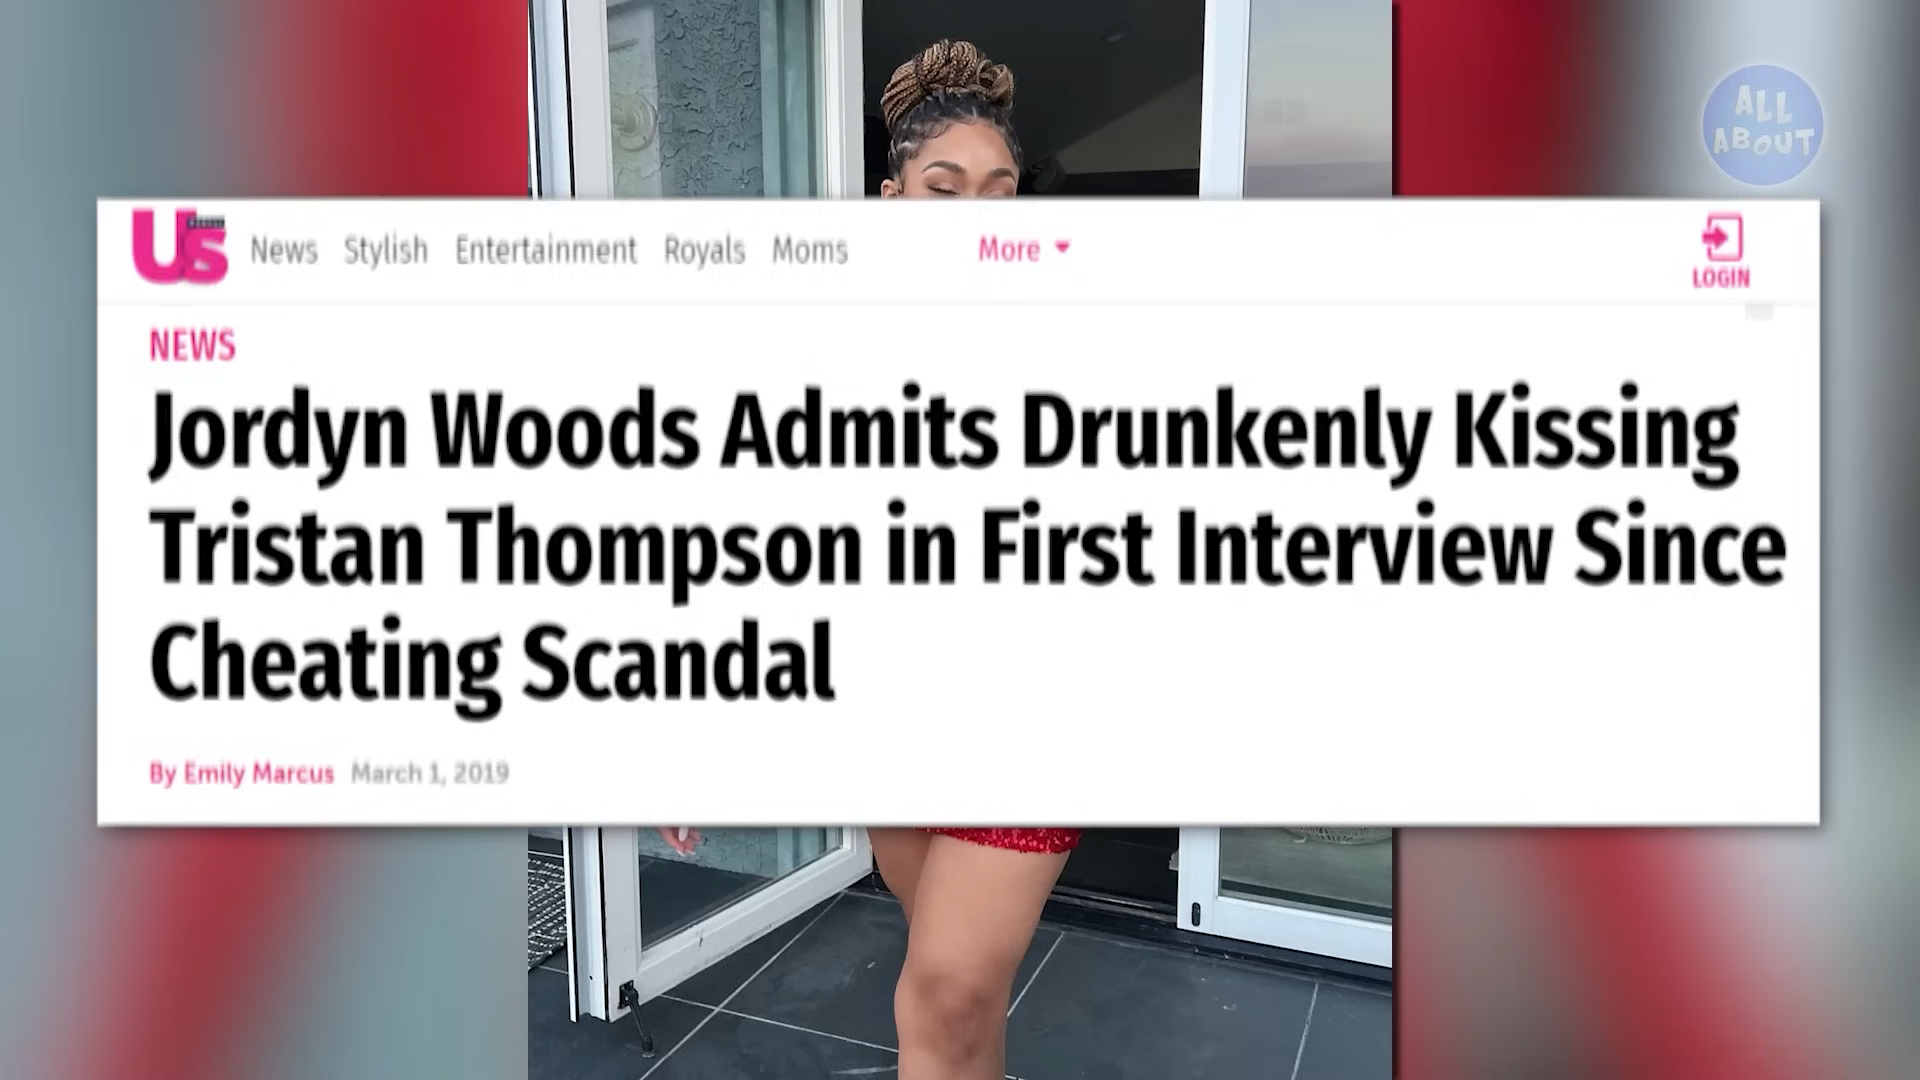 ALL
ABOUT
Us
News Stylish Entertainment Royals Moms More
LOGIN
NEWS
Jordyn Woods Admits Drunkenly Kissing
Tristan Thompson in First Interview Since
Cheating Scandal
By Emily Marcus March 1, 2019